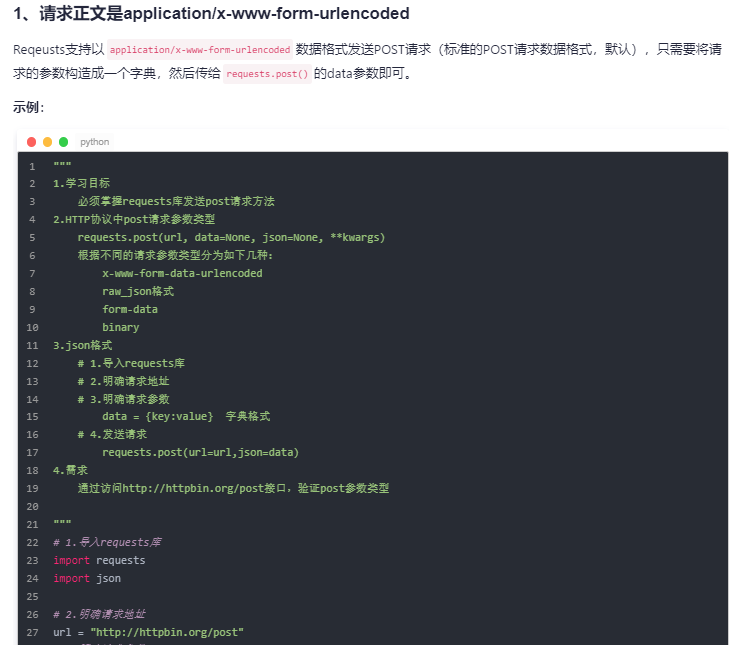 1、请求正文是application/x-www-form-urlencoded
Reqeusts支持以 application/x-www-form-urlencoded 数据格式发送POST请求（标准的POST请求数据格式，默认），只需要将请
求的参数构造成一个字典，然后传给 requests.post() 的data参数即可。
示例：
python
1 """
2 1.学习目标
3 必须掌握requests库发送post请求方法
4 2.HTTP协议中post请求参数类型
5 requests.post(url, data=None, json=None, **kwargs)
6 根据不同的请求参数类型分为如下几种：
7 x-www-form-data-urlencoded
8 raw_json格式
9 form-data
10 binary
11 3.json格式
12 # 1.导入requests库
13 # 2.明确请求地址
14 # 3.明确请求参数
15 data = {key:value} 字典格式
16 # 4.发送请求
17 requests.post(url=url,json=data)
18 4.需求
19 通过访问http://httpbin.org/post接口，验证post参数类型
20
21 """
22 # 1.导入requests库
23 import requests
24 import json
25
26 # 2.明确请求地址
27 url = "http://httpbin.org/post"